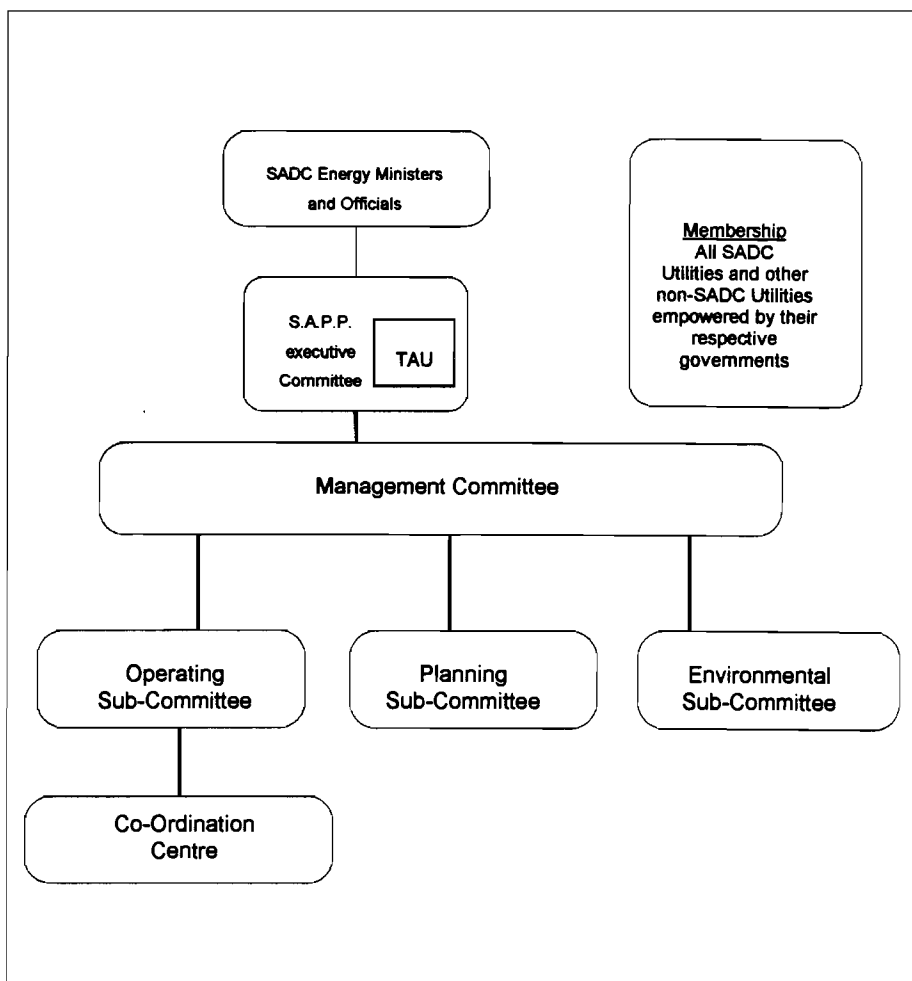 SADC Energy Ministers
and Officials
Membership
All SADC
Utilities and other
non-SADC Utilities
empowered by their
respective
governments
S.A.P.P.
executive
Committee
TAU
Management Committee
Operating
Sub-Committee
Planning
Sub-Committee
Environmental
Sub-Committee
Co-Ordination
Centre